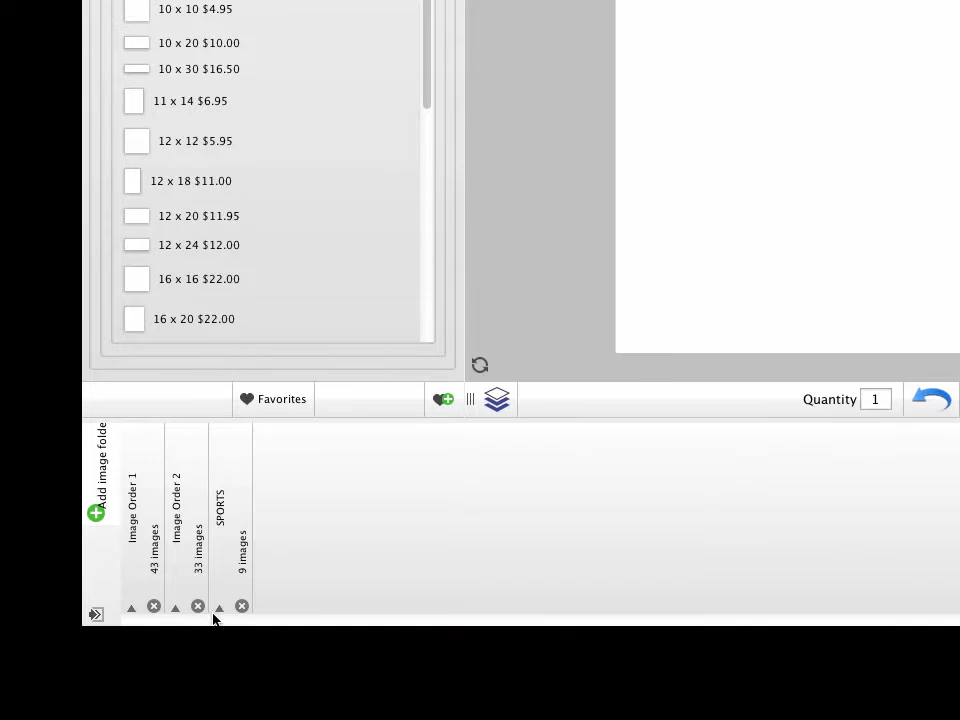 10 x 10 $4.95
10 x 20 $10.00
10 x 30 $16.50
11 x 14 $6.95
12 x 12 $5.95
12 x 18 $11.00
12 x 20 $11.95
12 x 24 $12.00
16 x 16 $22.00
16 x 20 $22.00
Favorites
Quantity 1
Add image folde
Image Order 1
43 images
Image Order 2
33 images
SPORTS
9 images